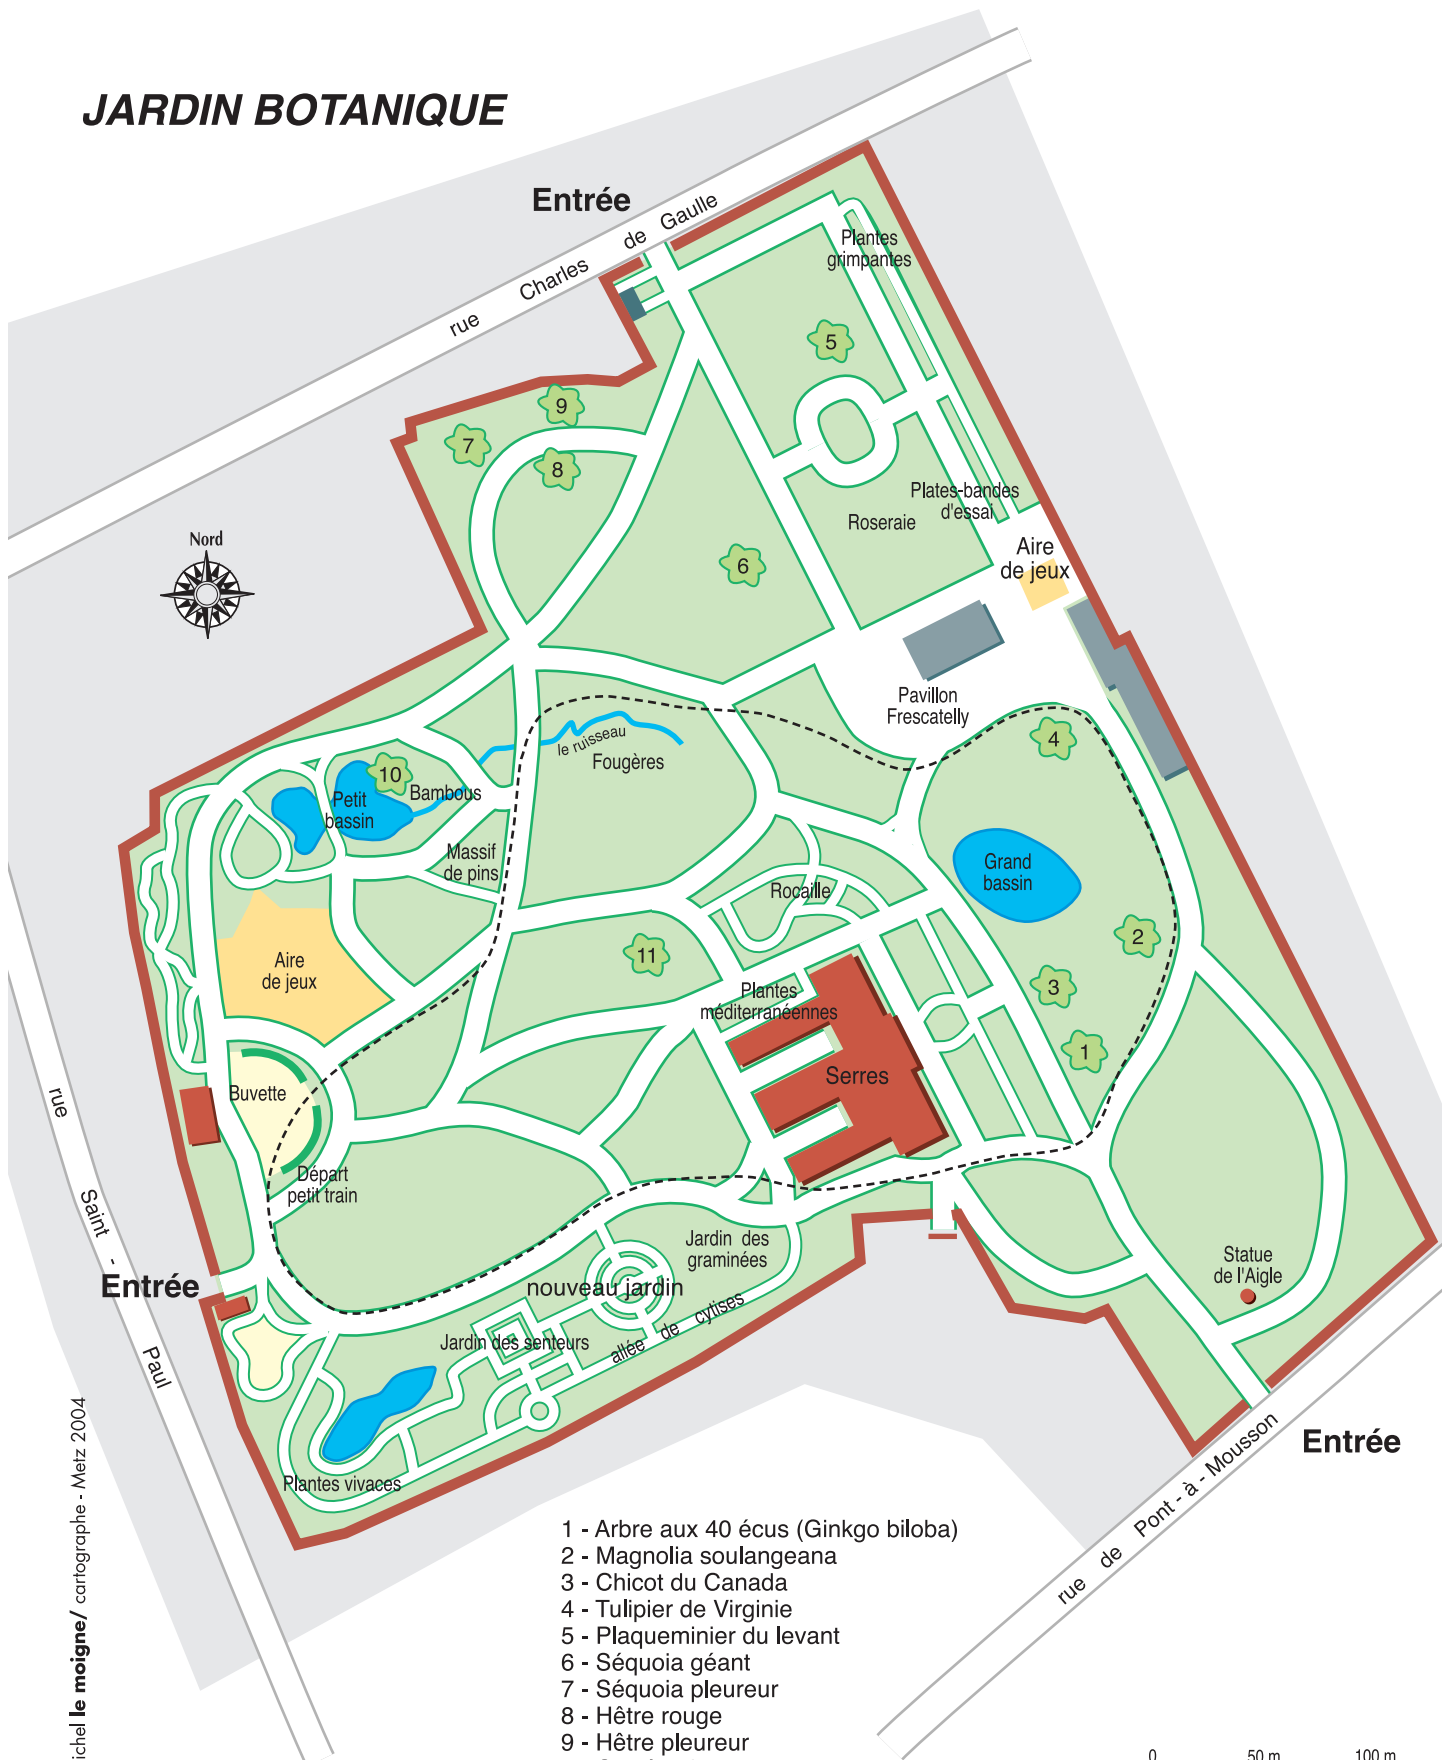 JARDIN BOTANIQUE
Entrée
rue Charles de Gaulle
Plantes
grimpantes
5
9
7
8
6
Plates-bandes
d'essai
Roseraie
Aire
de jeux
Nord
Pavillon
Frescatelly
4
le ruisseau
Fougères
10
Bambous
Petit
bassin
Massif
de pins
Grand
bassin
Rocaille
2
11
3
Aire
de jeux
Plantes
méditerranéennes
1
Serres
Buvette
Départ
petit train
rue Saint - Paul
Entrée
Jardin des
graminées
nouveau jardin
Jardin des senteurs
allée de cytises
Statue
de l'Aigle
Plantes vivaces
Entrée
rue de Pont - à - Mousson
ichel le moigne/ cartographe - Metz 2004
1 - Arbre aux 40 écus (Ginkgo biloba)
2 - Magnolia soulangeana
3 - Chicot du Canada
4 - Tulipier de Virginie
5 - Plaqueminier du levant
6 - Séquoia géant
7 - Séquoia pleureur
8 - Hêtre rouge
9 - Hêtre pleureur
0 50 m 100 m